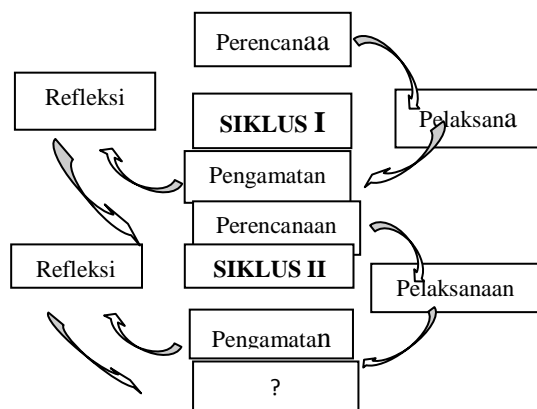 Perencanaa
Refleksi
SIKLUS I
Pelaksana
Pengamatan
Perencanaan
Refleksi
SIKLUS II
Pelaksanaan
Pengamatan
?